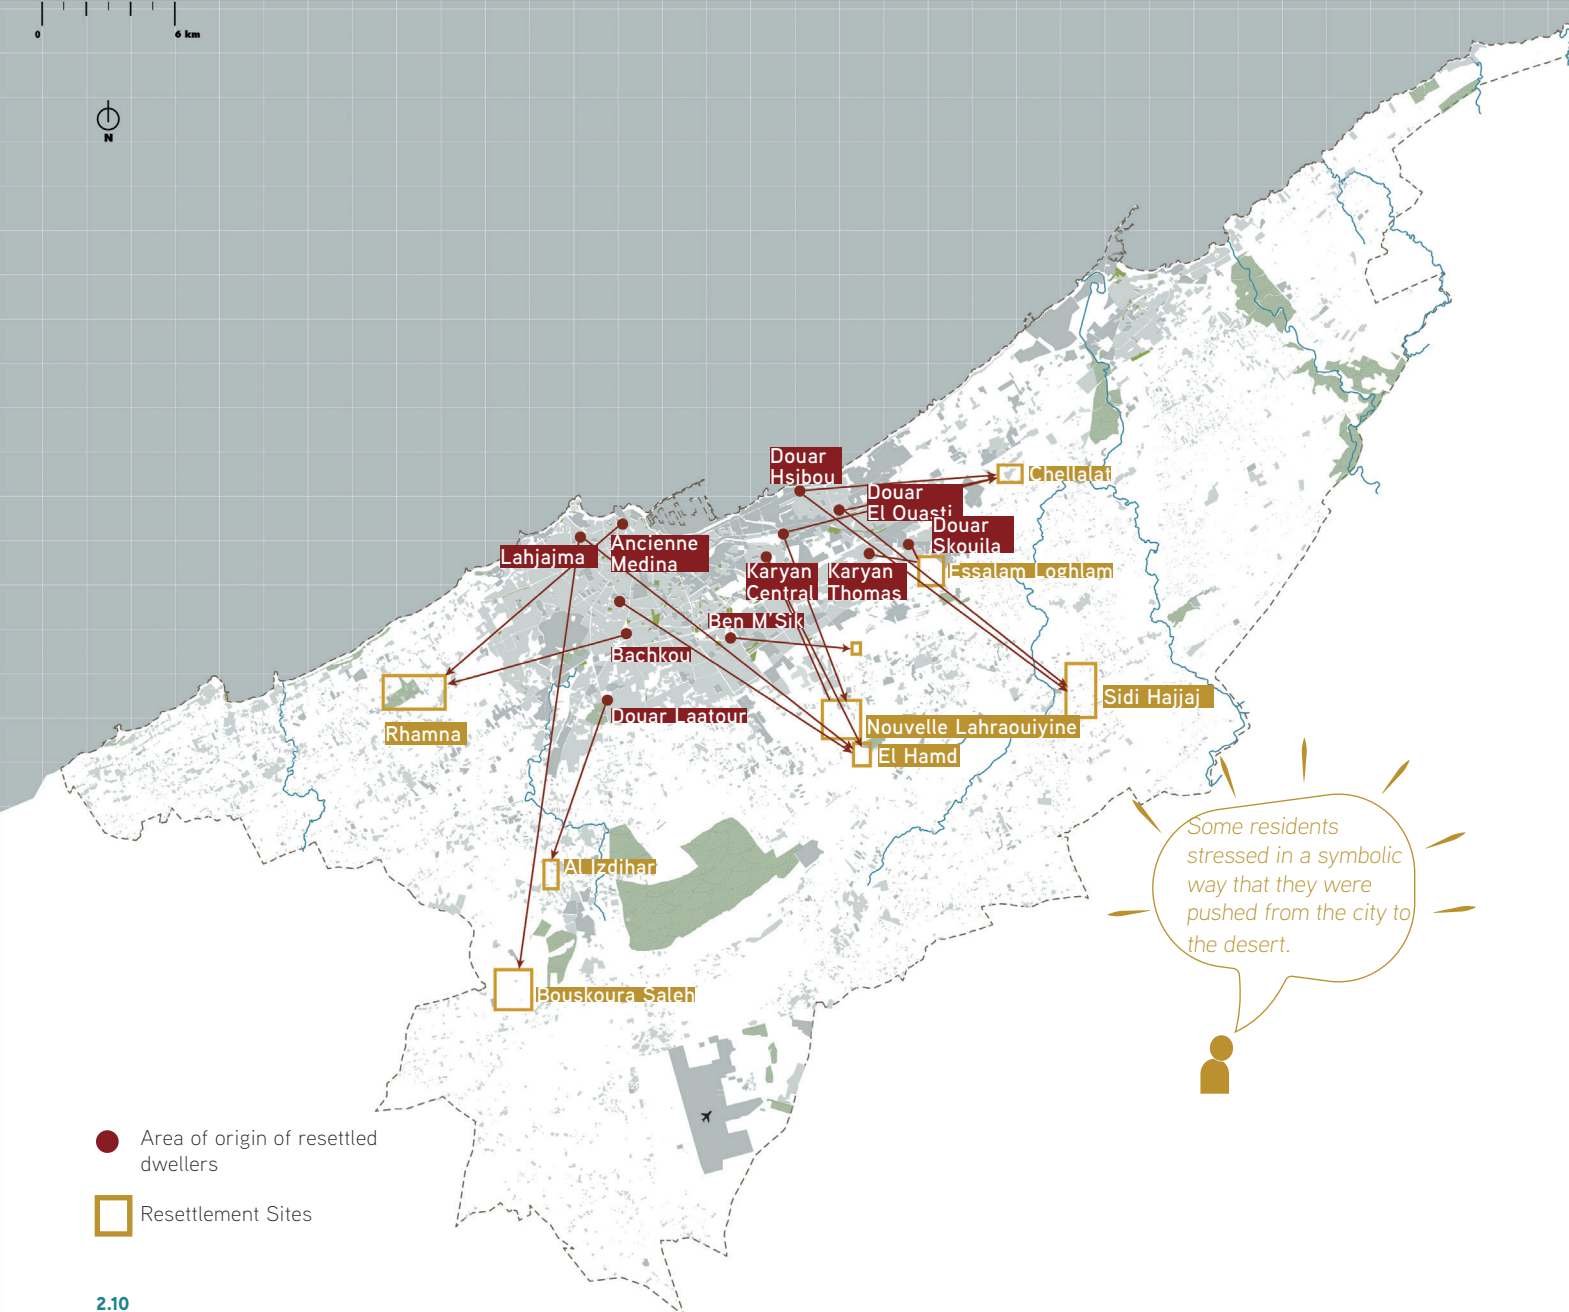 0
6 km
N
Douar
Hsibou
Chellalat
Douar
El Ouasti
Douar
Skouila
Lahjajma
Ancienne
Medina
Karyan
Central
Karyan
Thomas
Essalam Loghlam
Ben M'Sik
Bachkou
Sidi Hajjaj
Rhamna
Douar Laatour
Nouvelle Lahraouiyine
El Hamd
Some residents
stressed in a symbolic
way that they were
pushed from the city to
the desert.
Al Izdihar
Bouskoura Saleh
Area of origin of resettled
dwellers
Resettlement Sites
2.10